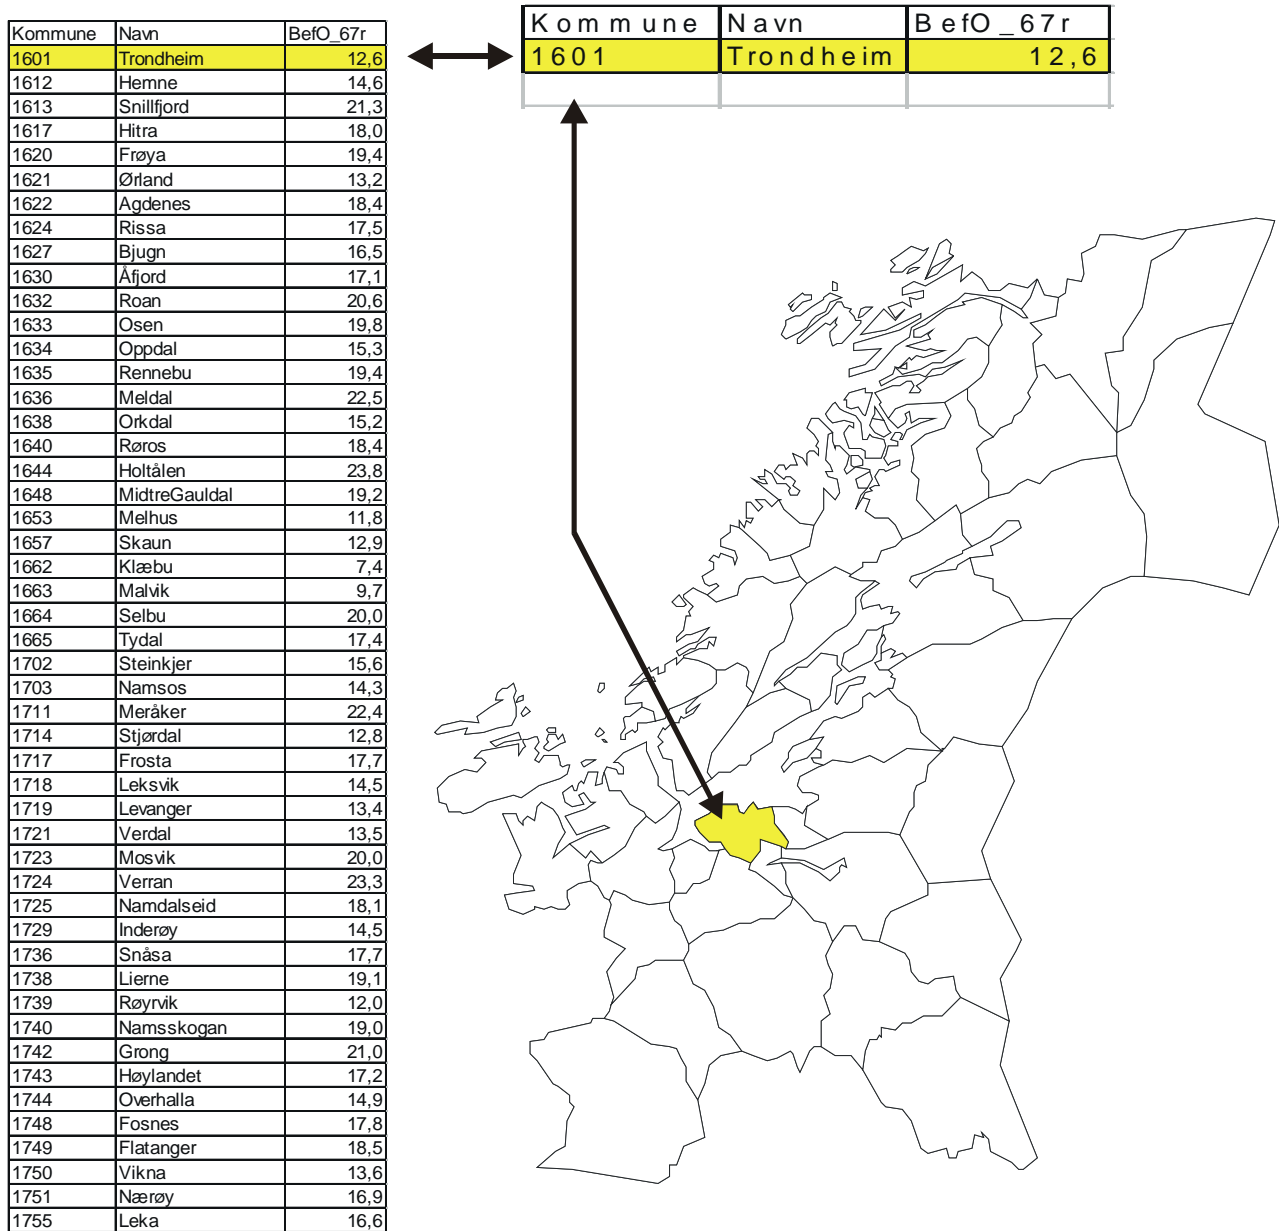 Kommune Navn BefO_67r
1601 Trondheim 12,6
1612 Hemne 14,6
1613 Snillfjord 21,3
1617 Hitra 18,0
1620 Frøya 19,4
1621 Ørland 13,2
1622 Agdenes 18,4
1624 Rissa 17,5
1627 Bjugn 16,5
1630 Åfjord 17,1
1632 Roan 20,6
1633 Osen 19,8
1634 Oppdal 15,3
1635 Rennebu 19,4
1636 Meldal 22,5
1638 Orkdal 15,2
1640 Røros 18,4
1644 Holtålen 23,8
1648 MidtreGauldal 19,2
1653 Melhus 11,8
1657 Skaun 12,9
1662 Klæbu 7,4
1663 Malvik 9,7
1664 Selbu 20,0
1665 Tydal 17,4
1702 Steinkjer 15,6
1703 Namsos 14,3
1711 Meråker 22,4
1714 Stjørdal 12,8
1717 Frosta 17,7
1718 Leksvik 14,5
1719 Levanger 13,4
1721 Verdal 13,5
1723 Mosvik 20,0
1724 Verran 23,3
1725 Namdalseid 18,1
1729 Inderøy 14,5
1736 Snåsa 17,7
1738 Lierne 19,1
1739 Røyrvik 12,0
1740 Namsskogan 19,0
1742 Grong 21,0
1743 Høylandet 17,2
1744 Overhalla 14,9
1748 Fosnes 17,8
1749 Flatanger 18,5
1750 Vikna 13,6
1751 Nærøy 16,9
1755 Leka 16,6
Kommune Navn BefO_67r
1601 Trondheim 12,6